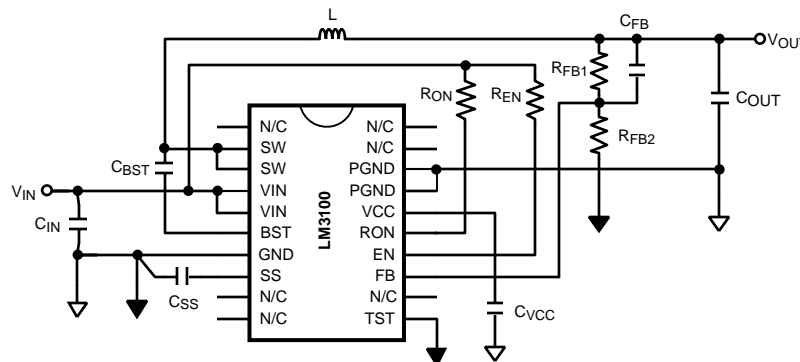 L
CFB
VOUT
RFB1
RON
REN
COUT
RFB2
CBST
VIN
CIN
CSS
CVCC
LM3100
N/C
SW
SW
VIN
VIN
BST
GND
SS
N/C
N/C
N/C
N/C
PGND
PGND
VCC
RON
EN
FB
N/C
TST